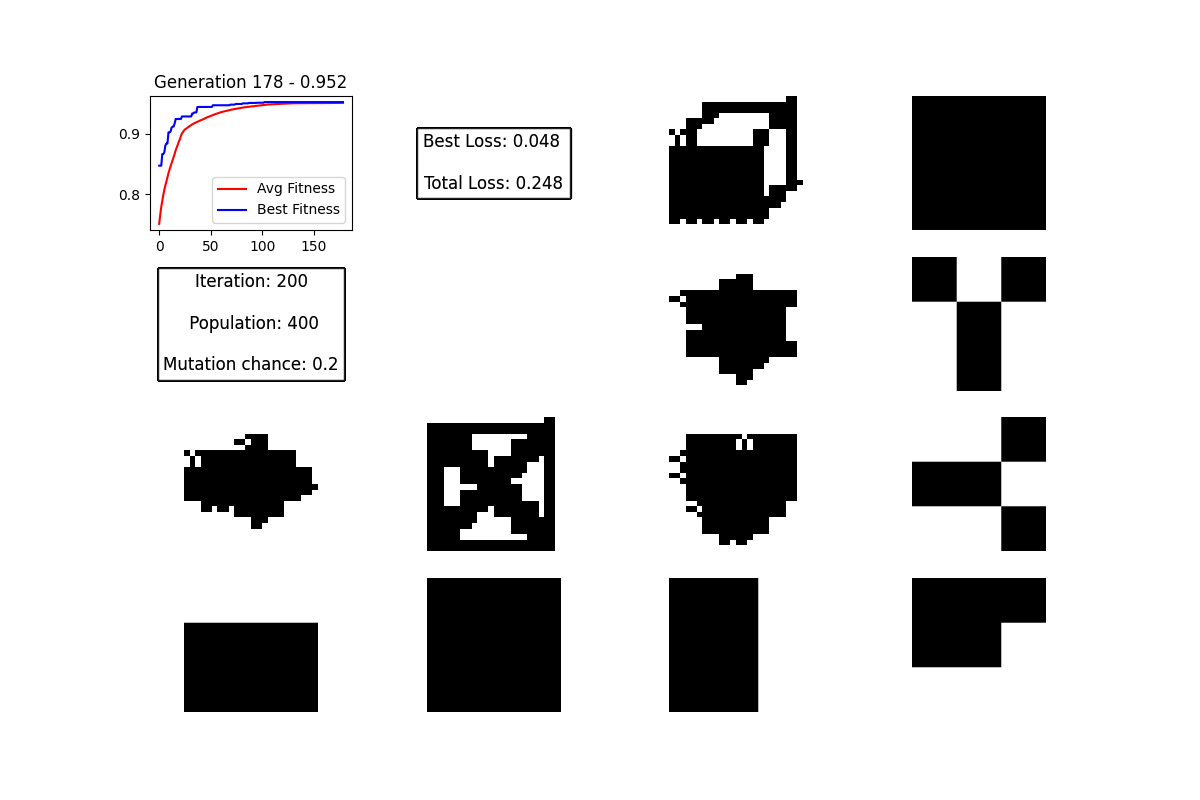 Generation 178 - 0.952
0.9
0.8
Avg Fitness
Best Fitness
0 50 100 150
Best Loss: 0.048
Total Loss: 0.248
Iteration: 200
Population: 400
Mutation chance: 0.2